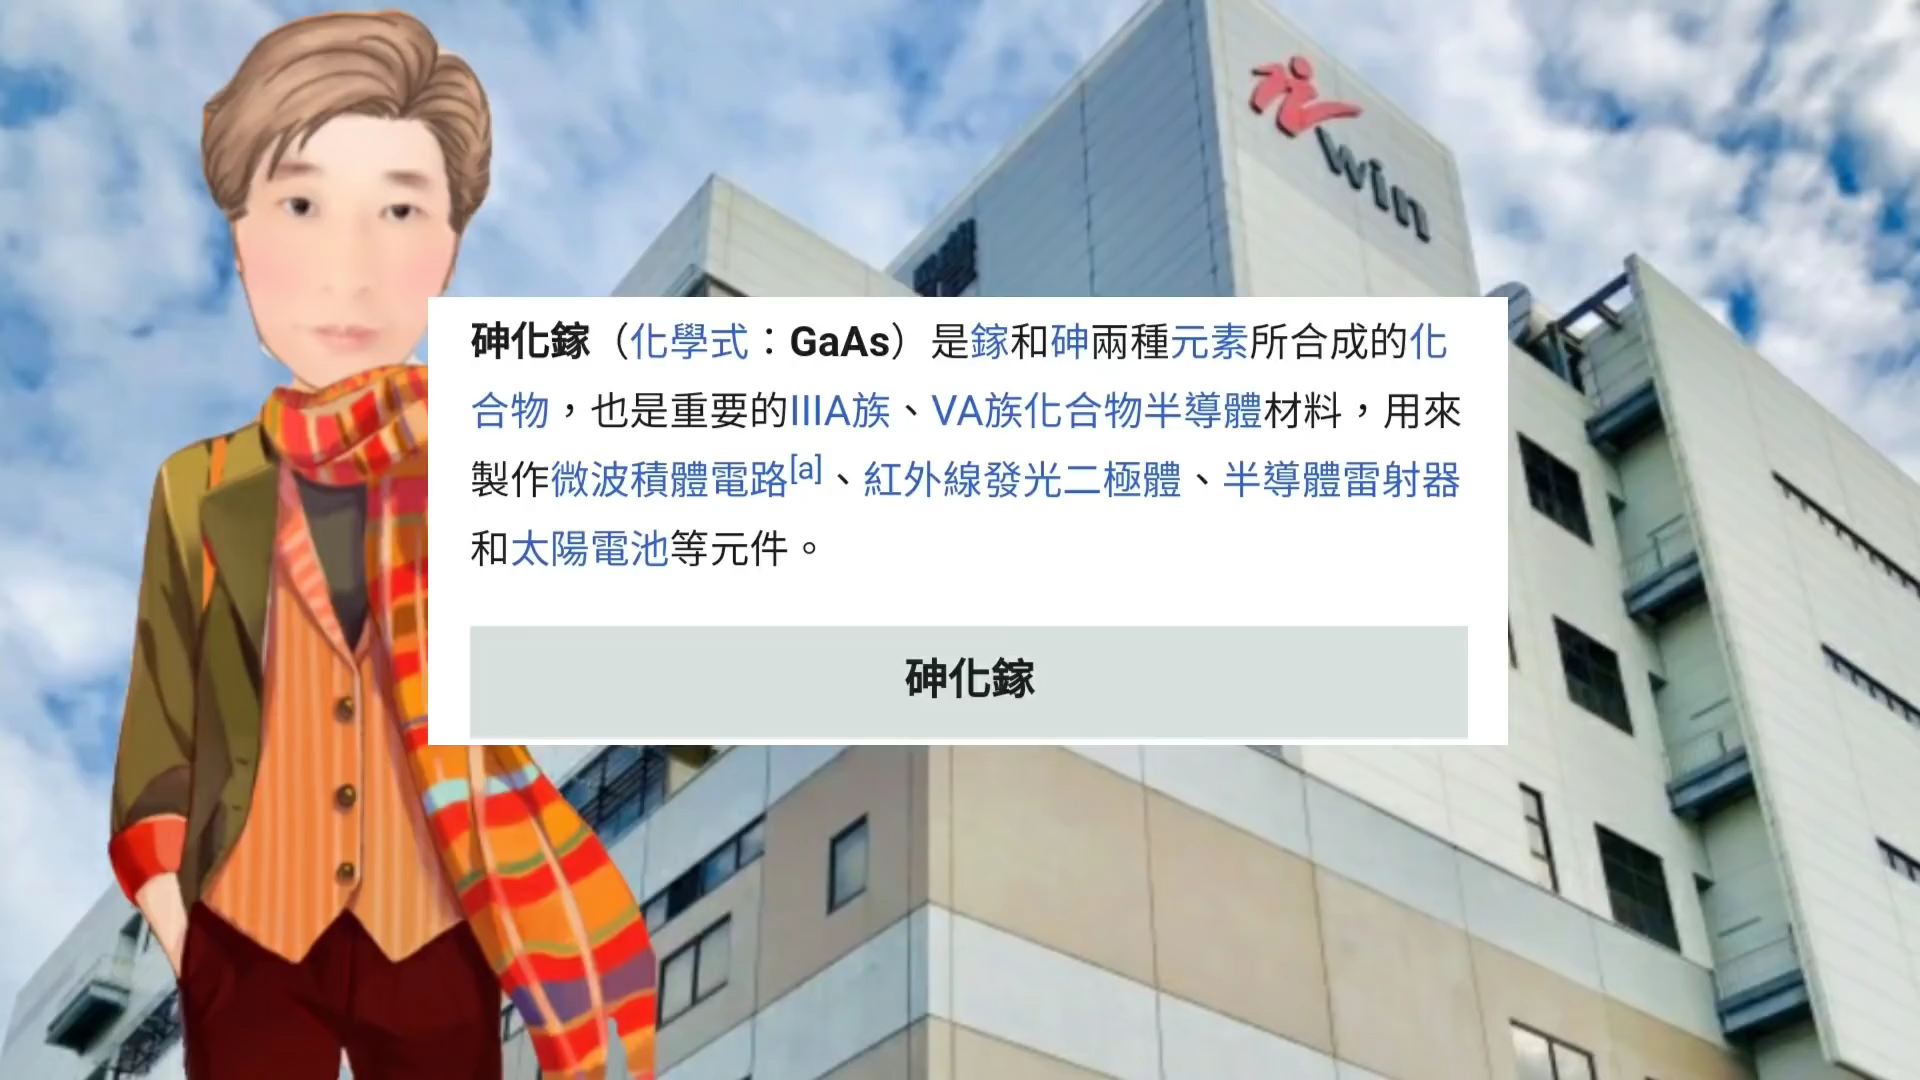 win
砷化鎵（化學式：GaAs）是鎵和砷兩種元素所合成的化
合物，也是重要的IIIA族、VA族化合物半導體材料，用來
製作微波積體電路[a]、紅外線發光二極體、半導體雷射器
和太陽電池等元件。
砷化鎵